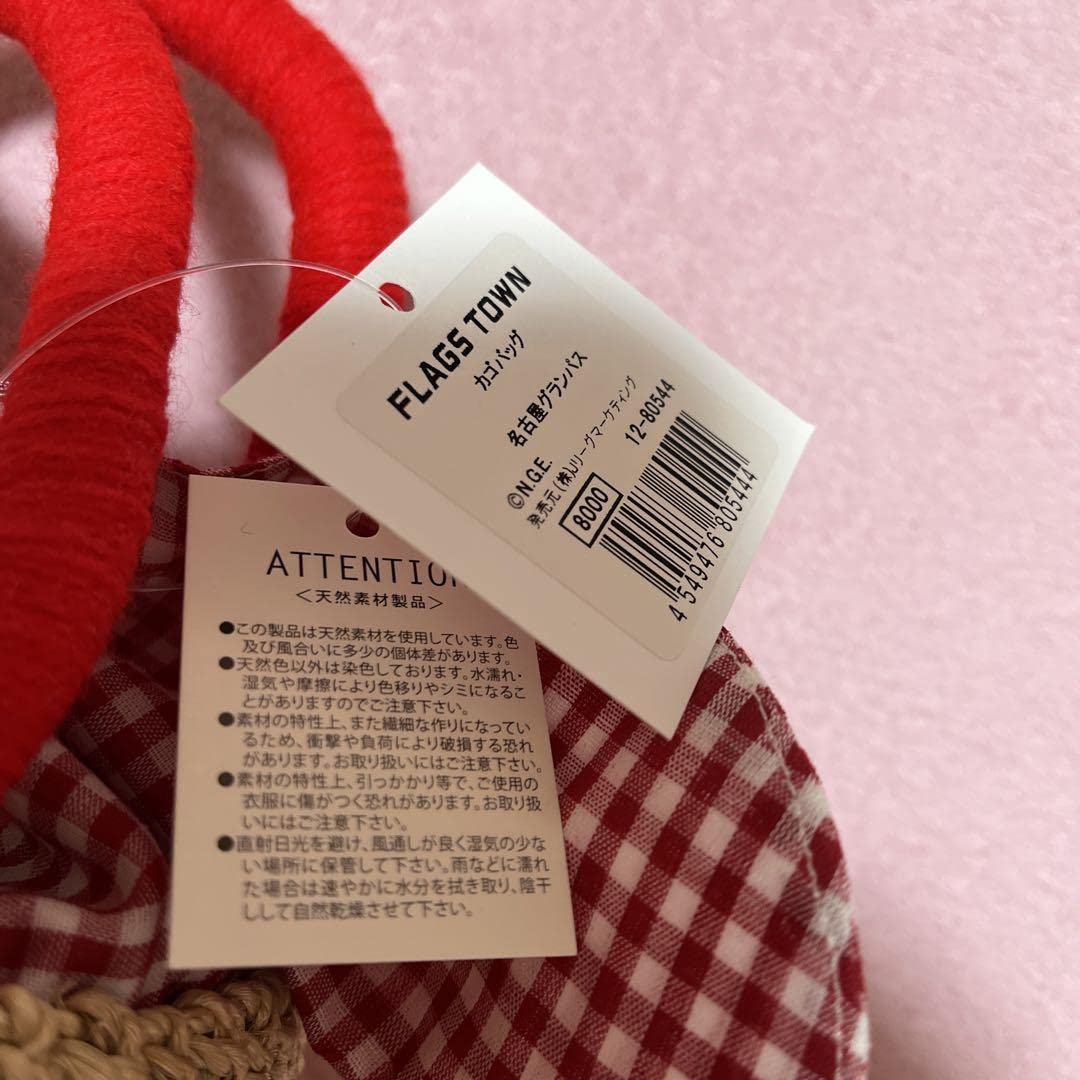 FLAGS TOWN
カゴバッグ
名古屋グランパス
©N.G.E.
発売元 (株)Jリーグマーケティング
8000
12-80544
4 549476 805444
ATTENTIO
<天然素材製品>
●この製品は天然素材を使用しています。色
及び風合いに多少の個体差があります。
●天然色以外は染色しております。水濡れ・
湿気や摩擦により色移りやシミになるこ
とがありますのでご注意下さい。
●素材の特性上、また繊細な作りになってい
るため、衝撃や負荷により破損する恐れ
があります。お取り扱いにはご注意下さい。
●素材の特性上、引っかかり等で、ご使用の
衣服に傷がつく恐れがあります。お取り扱
いにはご注意下さい。
●直射日光を避け、風通しが良く湿気の少な
い場所に保管して下さい。雨などに濡れ
た場合は速やかに水分を拭き取り、陰干
しして自然乾燥させて下さい。